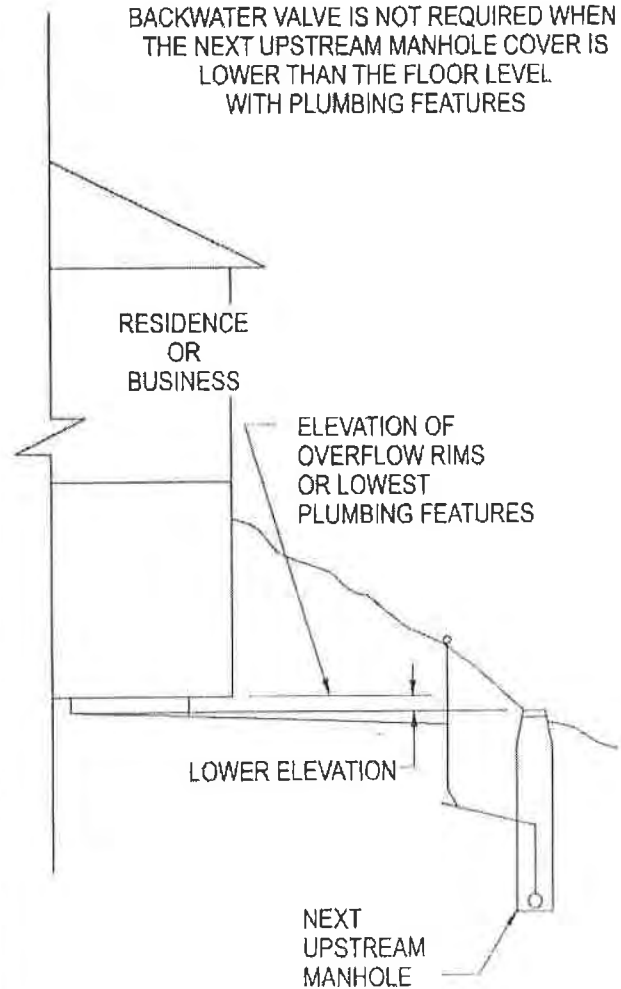 BACKWATER VALVE IS NOT REQUIRED WHEN
THE NEXT UPSTREAM MANHOLE COVER IS
LOWER THAN THE FLOOR LEVEL
WITH PLUMBING FEATURES
RESIDENCE
OR
BUSINESS
ELEVATION OF
OVERFLOW RIMS
OR LOWEST
PLUMBING FEATURES
LOWER ELEVATION
NEXT
UPSTREAM
MANHOLE